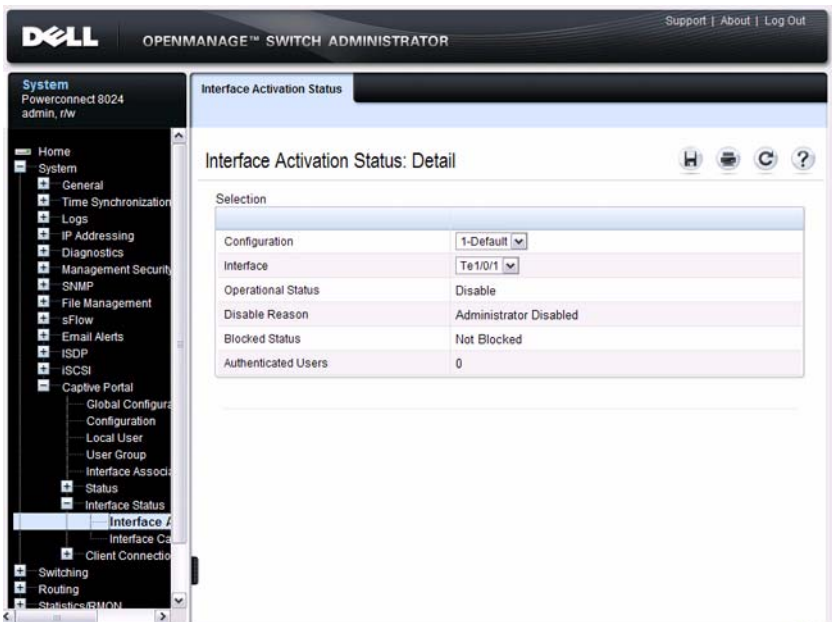 Support | About | Log Out
DELL
OPENMANAGE™ SWITCH ADMINISTRATOR
System
Powerconnect 8024
admin, r/w
Home
System
General
Time Synchronization
Logs
IP Addressing
Diagnostics
Management Security
SNMP
File Management
sFlow
Email Alerts
ISDP
iSCSI
Captive Portal
Global Configura
Configuration
Local User
User Group
Interface Associa
Status
Interface Status
Interface A
Interface Ca
Client Connectio
Switching
Routing
Statistics/RMON
Interface Activation Status
Interface Activation Status: Detail
Selection
Configuration 1-Default
Interface Te1/0/1
Operational Status Disable
Disable Reason Administrator Disabled
Blocked Status Not Blocked
Authenticated Users 0